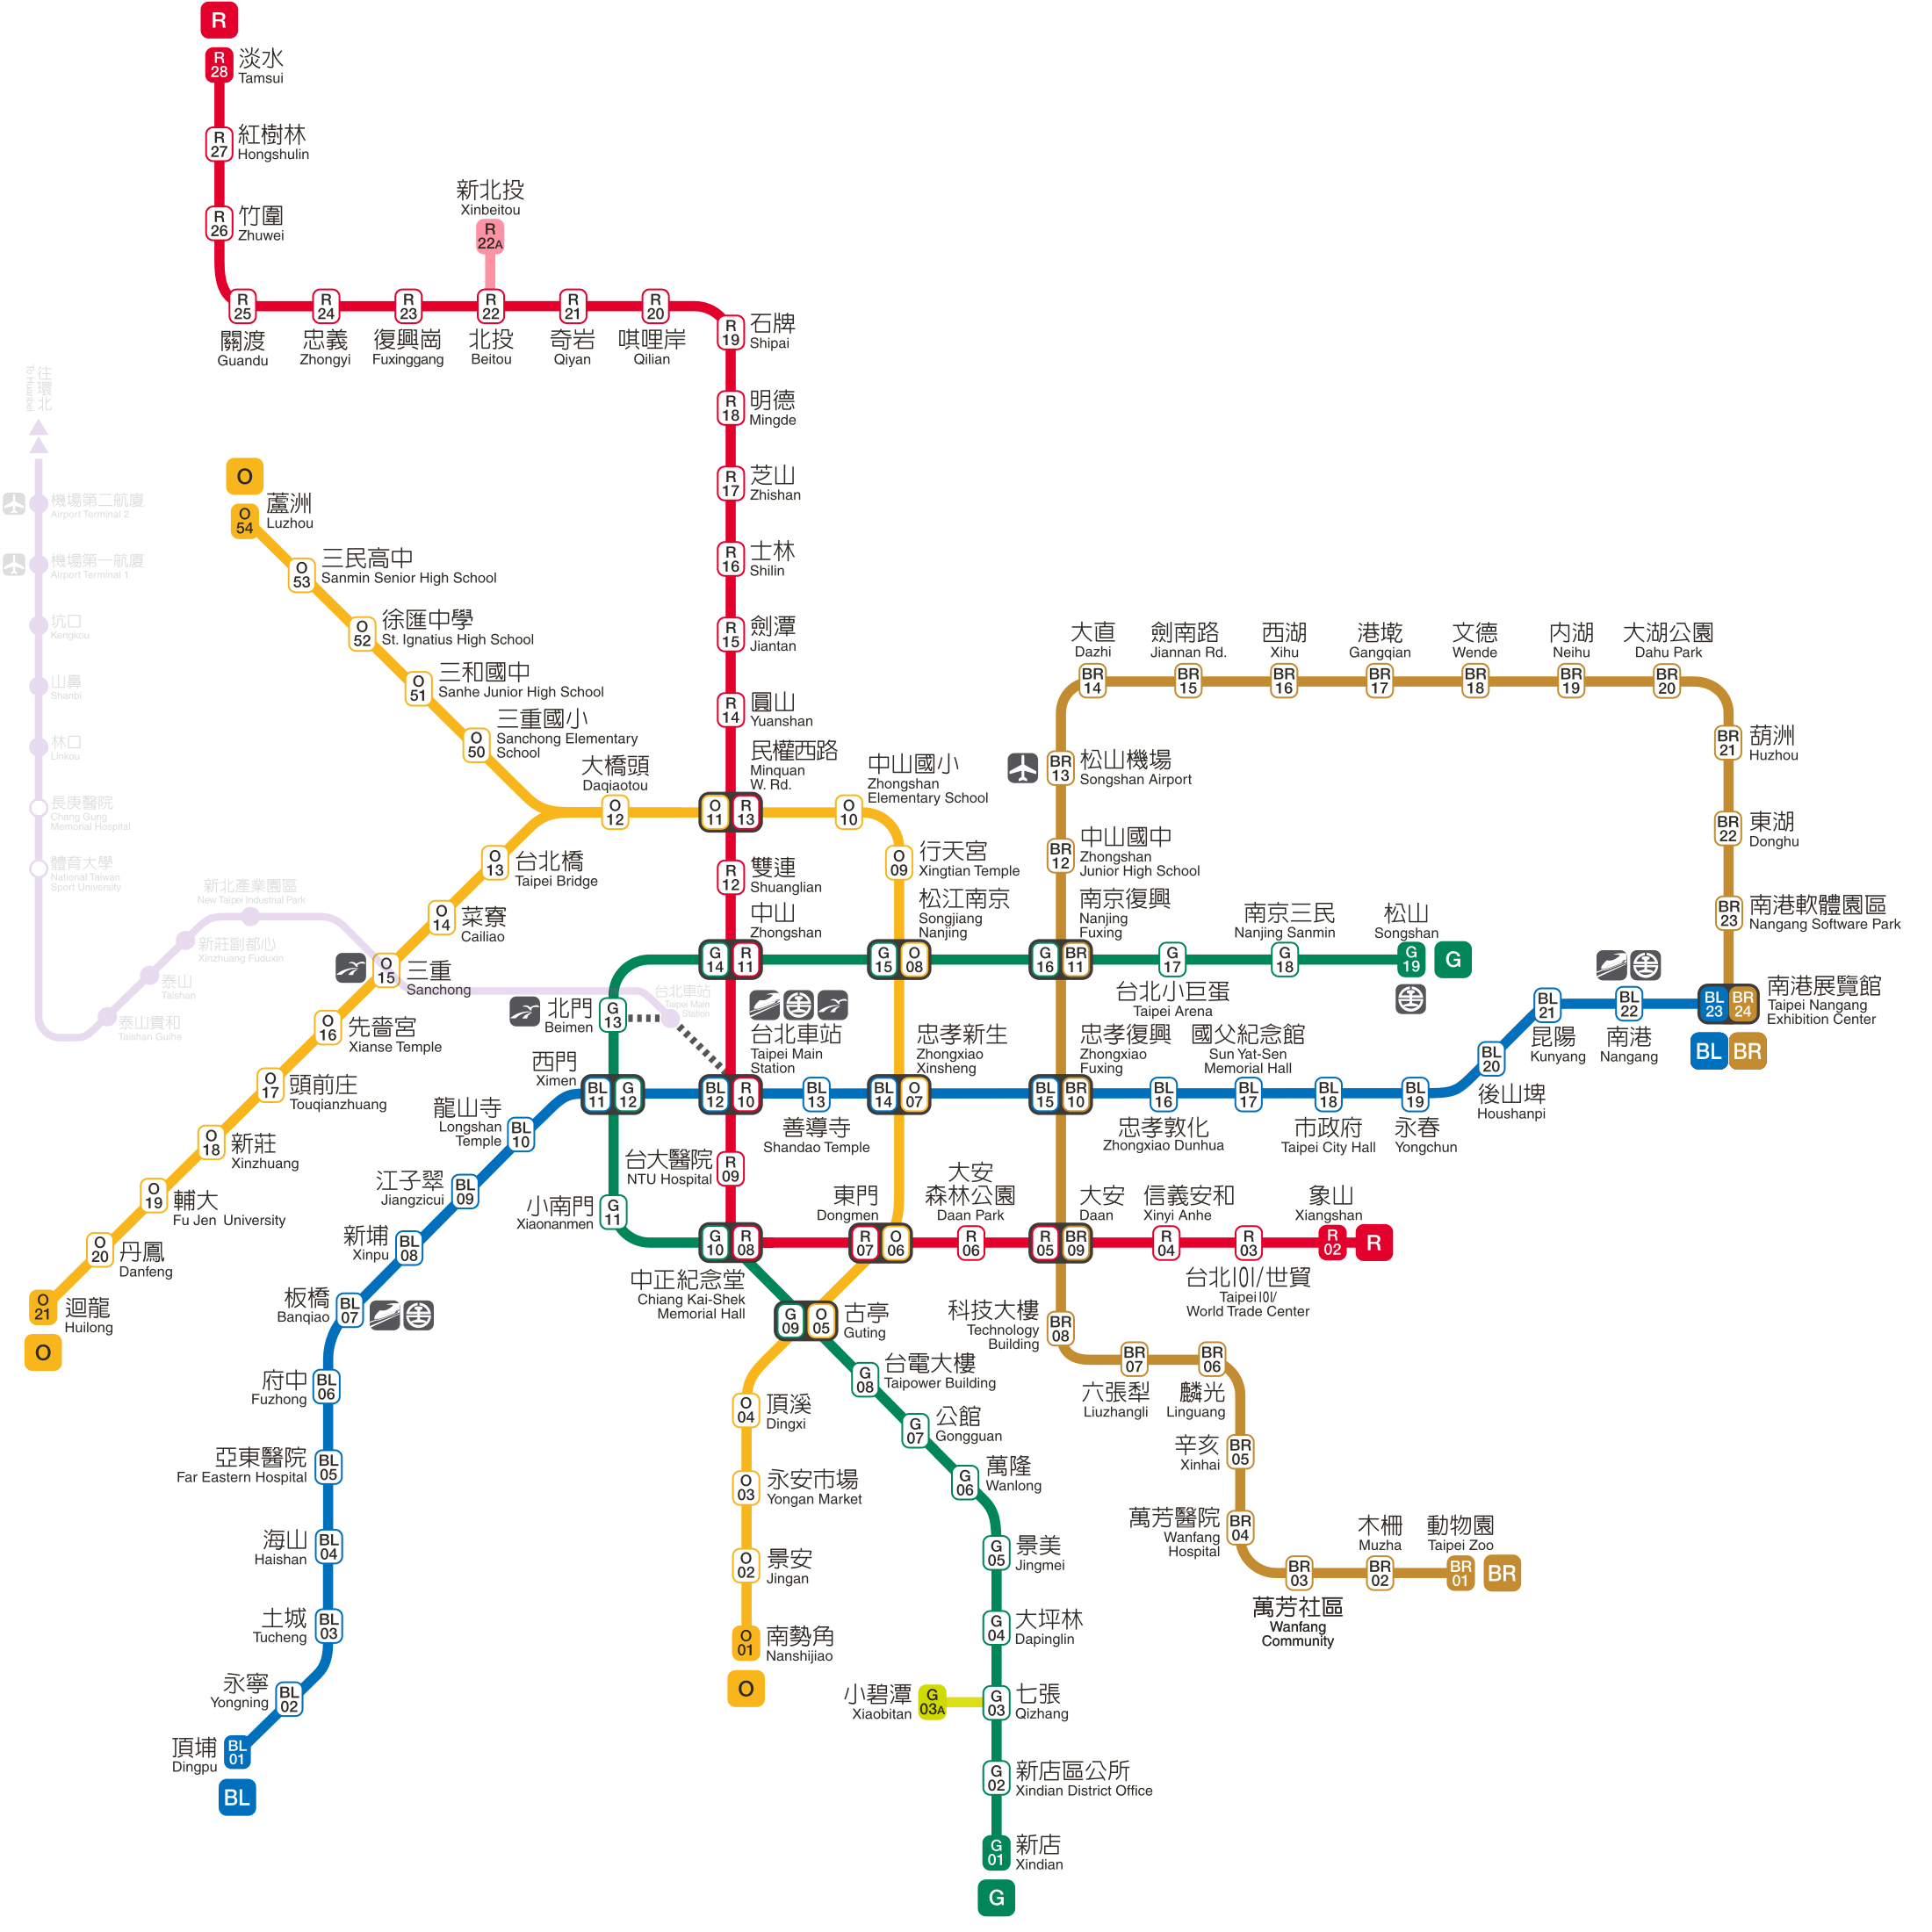 R
R
28
淡水
Tamsui
R
27
紅樹林
Hongshulin
R
26
竹圍
Zhuwei
R
25
關渡
Guandu
R
24
忠義
Zhongyi
R
23
復興崗
Fuxinggang
新北投
Xinbeitou
R
22A
R
22
北投
Beitou
R
21
奇岩
Qiyan
R
20
唭哩岸
Qilian
R
19
石牌
Shipai
R
18
明德
Mingde
R
17
芝山
Zhishan
R
16
士林
Shilin
R
15
劍潭
Jiantan
R
14
圓山
Yuanshan
民權西路
Minquan
W. Rd.
O
11
R
13
R
12
雙連
Shuanglian
中山
Zhongshan
G
14
R
11
台北車站
Taipei Main
Station
BL
12
R
10
台大醫院
NTU Hospital
R
09
G
10
R
08
中正紀念堂
Chiang Kai-Shek
Memorial Hall
東門
Dongmen
R
07
O
06
大安
森林公園
Daan Park
R
06
大安
Daan
R
05
BR
09
信義安和
Xinyi Anhe
R
04
R
03
台北101/世貿
Taipei101/
World Trade Center
象山
Xiangshan
R
02
R
往環北
To Huanbei
機場第二航廈
Airport Terminal 2
機場第一航廈
Airport Terminal 1
坑口
Kengkou
山鼻
Shanbi
林口
Linkou
長庚醫院
Chang Gung
Memorial Hospital
體育大學
National Taiwan
Sport University
泰山貴和
Taishan Guihe
泰山
Taishan
新莊副都心
Xinzhuang Fuduxin
新北產業園區
New Taipei Industrial Park
台北車站
Taipei Main
Station
O
O
54
蘆洲
Luzhou
O
53
三民高中
Sanmin Senior High School
O
52
徐匯中學
St. Ignatius High School
O
51
三和國中
Sanhe Junior High School
O
50
三重國小
Sanchong Elementary
School
大橋頭
Daqiaotou
O
12
O
13
台北橋
Taipei Bridge
O
14
菜寮
Cailiao
O
15
三重
Sanchong
O
16
先嗇宮
Xianse Temple
O
17
頭前庄
Touqianzhuang
O
18
新莊
Xinzhuang
O
19
輔大
Fu Jen University
O
20
丹鳳
Danfeng
O
21
迴龍
Huilong
O
中山國小
Zhongshan
Elementary School
O
10
O
09
行天宮
Xingtian Temple
松江南京
Songjiang
Nanjing
G
15
O
08
忠孝新生
Zhongxiao
Xinsheng
BL
14
O
07
G
09
O
05
古亭
Guting
O
04
頂溪
Dingxi
O
03
永安市場
Yongan Market
O
02
景安
Jingan
O
01
南勢角
Nanshijiao
O
大直
Dazhi
BR
14
劍南路
Jiannan Rd.
BR
15
西湖
Xihu
BR
16
港墘
Gangqian
BR
17
文德
Wende
BR
18
內湖
Neihu
BR
19
大湖公園
Dahu Park
BR
20
BR
21
葫洲
Huzhou
BR
22
東湖
Donghu
BR
23
南港軟體園區
Nangang Software Park
BL
23
BR
24
南港展覽館
Taipei Nangang
Exhibition Center
BL
BR
BR
13
松山機場
Songshan Airport
BR
12
中山國中
Zhongshan
Junior High School
南京復興
Nanjing
Fuxing
G
16
BR
11
G
17
台北小巨蛋
Taipei Arena
南京三民
Nanjing Sanmin
G
18
松山
Songshan
G
19
G
北門
Beimen
G
13
西門
Ximen
BL
11
G
12
小南門
Xiaonanmen
G
11
BL
13
善導寺
Shandao Temple
忠孝復興
Zhongxiao
Fuxing
BL
15
BR
10
BL
16
忠孝敦化
Zhongxiao Dunhua
國父紀念館
Sun Yat-Sen
Memorial Hall
BL
17
BL
18
市政府
Taipei City Hall
BL
19
永春
Yongchun
BL
20
後山埤
Houshanpi
BL
21
昆陽
Kunyang
BL
22
南港
Nangang
龍山寺
Longshan
Temple
BL
10
江子翠
Jiangzicui
BL
09
新埔
Xinpu
BL
08
板橋
Banqiao
BL
07
府中
Fuzhong
BL
06
亞東醫院
Far Eastern Hospital
BL
05
海山
Haishan
BL
04
土城
Tucheng
BL
03
永寧
Yongning
BL
02
頂埔
Dingpu
BL
01
BL
G
08
台電大樓
Taipower Building
G
07
公館
Gongguan
G
06
萬隆
Wanlong
G
05
景美
Jingmei
G
04
大坪林
Dapinglin
小碧潭
Xiaobitan
G
03A
G
03
七張
Qizhang
G
02
新店區公所
Xindian District Office
G
01
新店
Xindian
G
科技大樓
Technology
Building
BR
08
BR
07
六張犁
Liuzhangli
BR
06
麟光
Linguang
辛亥
Xinhai
BR
05
萬芳醫院
Wanfang
Hospital
BR
04
BR
03
萬芳社區
Wanfang
Community
木柵
Muzha
BR
02
動物園
Taipei Zoo
BR
01
BR